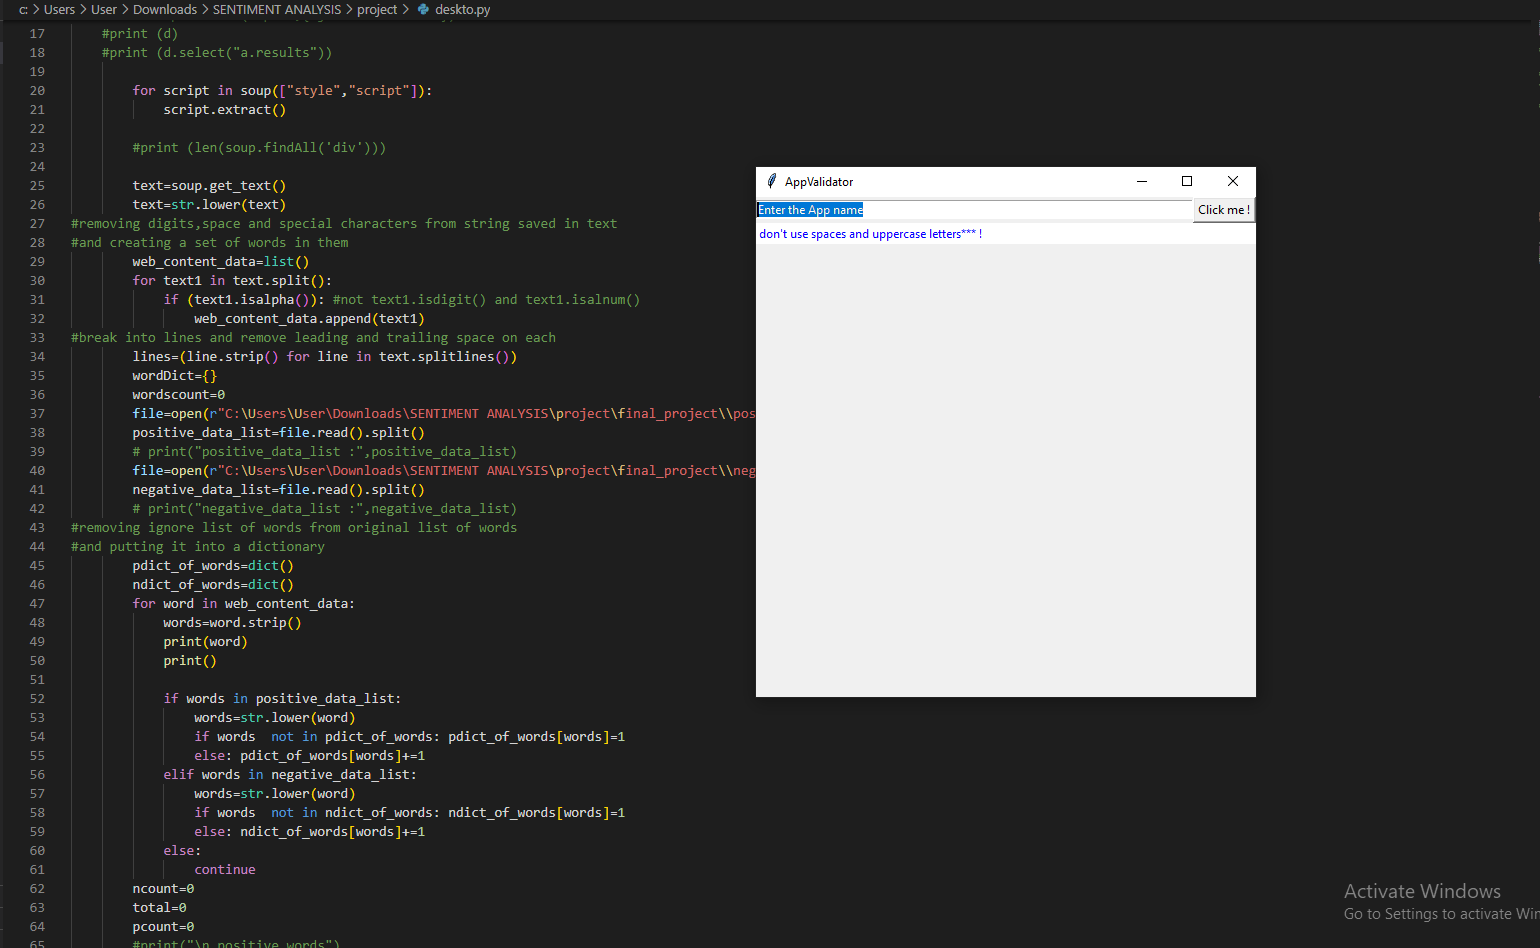 c: > Users > User > Downloads > SENTIMENT ANALYSIS > project > deskto.py
17 #print (d)
18 #print (d.select("a.results"))
19
20 for script in soup(["style","script"]):
21 script.extract()
22
23 #print (len(soup.findAll('div')))
24
25 text=soup.get_text()
26 text=str.lower(text)
27 #removing digits,space and special characters from string saved in text
28 #and creating a set of words in them
29 web_content_data=list()
30 for text1 in text.split():
31 if (text1.isalpha()): #not text1.isdigit() and text1.isalnum()
32 web_content_data.append(text1)
33 #break into lines and remove leading and trailing space on each
34 lines=(line.strip() for line in text.splitlines())
35 wordDict={}
36 wordscount=0
37 file=open(r"C:\Users\User\Downloads\SENTIMENT ANALYSIS\project\final_project\\pos
38 positive_data_list=file.read().split()
39 # print("positive_data_list :",positive_data_list)
40 file=open(r"C:\Users\User\Downloads\SENTIMENT ANALYSIS\project\final_project\\neg
41 negative_data_list=file.read().split()
42 # print("negative_data_list :",negative_data_list)
43 #removing ignore list of words from original list of words
44 #and putting it into a dictionary
45 pdict_of_words=dict()
46 ndict_of_words=dict()
47 for word in web_content_data:
48 words=word.strip()
49 print(word)
50 print()
51
52 if words in positive_data_list:
53 words=str.lower(word)
54 if words  not in pdict_of_words: pdict_of_words[words]=1
55 else: pdict_of_words[words]+=1
56 elif words in negative_data_list:
57 words=str.lower(word)
58 if words  not in ndict_of_words: ndict_of_words[words]=1
59 else: ndict_of_words[words]+=1
60 else:
61 continue
62 ncount=0
63 total=0
64 pcount=0
65 #print("\n positive words")
AppValidator
Enter the App name
Click me !
don't use spaces and uppercase letters*** !
Activate Windows
Go to Settings to activate Win